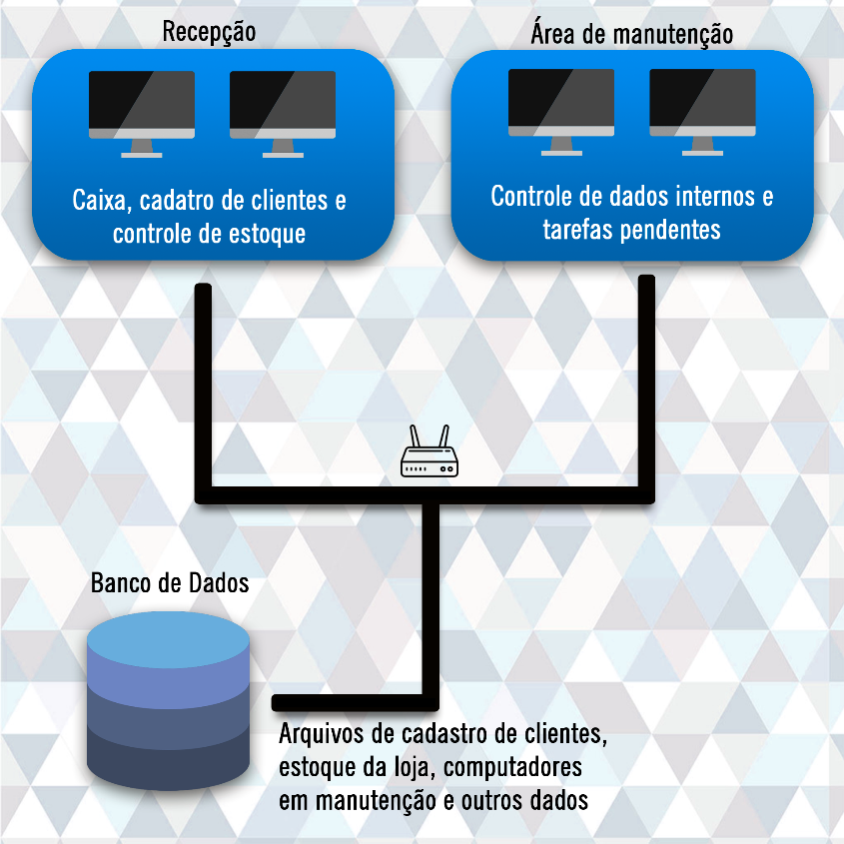 Recepção
Área de manutenção
Caixa, cadatro de clientes e
controle de estoque
Controle de dados internos e
tarefas pendentes
Banco de Dados
Arquivos de cadastro de clientes,
estoque da loja, computadores
em manutenção e outros dados